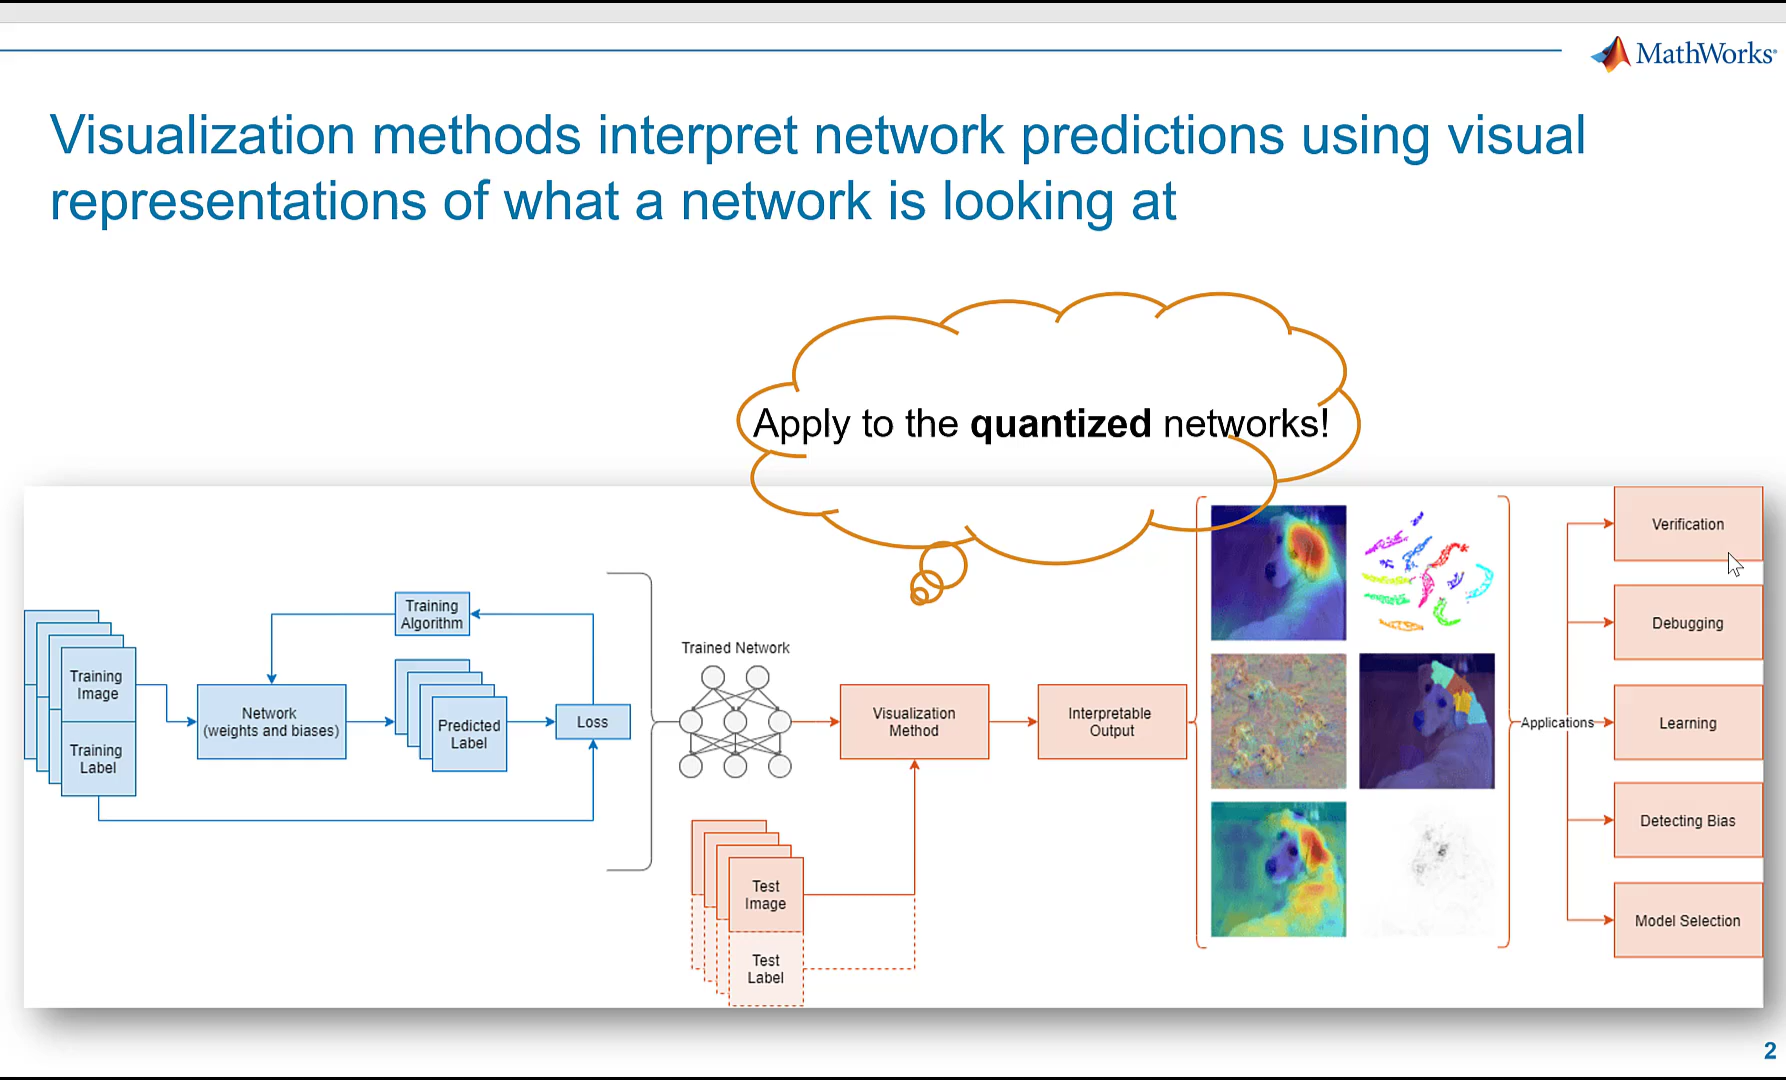 MathWorks®
Visualization methods interpret network predictions using visual
representations of what a network is looking at
Apply to the quantized networks!
Training
Image
Training
Label
Network
(weights and biases)
Training
Algorithm
Predicted
Label
Loss
Trained Network
Test
Image
Test
Label
Visualization
Method
Interpretable
Output
Applications
Verification
Debugging
Learning
Detecting Bias
Model Selection
2